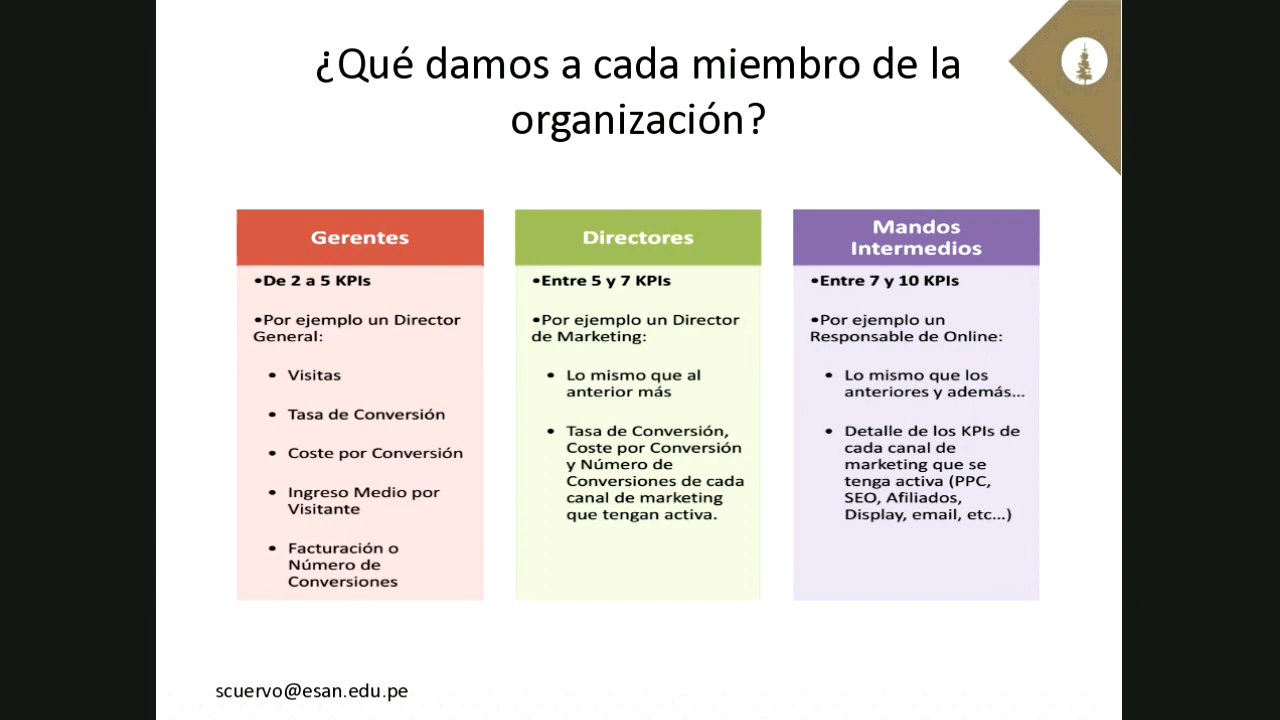 ¿Qué damos a cada miembro de la
organización?
Gerentes
•De 2 a 5 KPIs
•Por ejemplo un Director
General:
• Visitas
• Tasa de Conversión
• Coste por Conversión
• Ingreso Medio por
Visitante
• Facturación o
Número de
Conversiones
Directores
•Entre 5 y 7 KPIs
•Por ejemplo un Director
de Marketing:
• Lo mismo que al
anterior más
• Tasa de Conversión,
Coste por Conversión
y Número de
Conversiones de cada
canal de marketing
que tengan activa.
Mandos
Intermedios
•Entre 7 y 10 KPIs
•Por ejemplo un
Responsable de Online:
• Lo mismo que los
anteriores y además...
• Detalle de los KPIs de
cada canal de
marketing que se
tenga activa (PPC,
SEO, Afiliados,
Display, email, etc...)
scuervo@esan.edu.pe